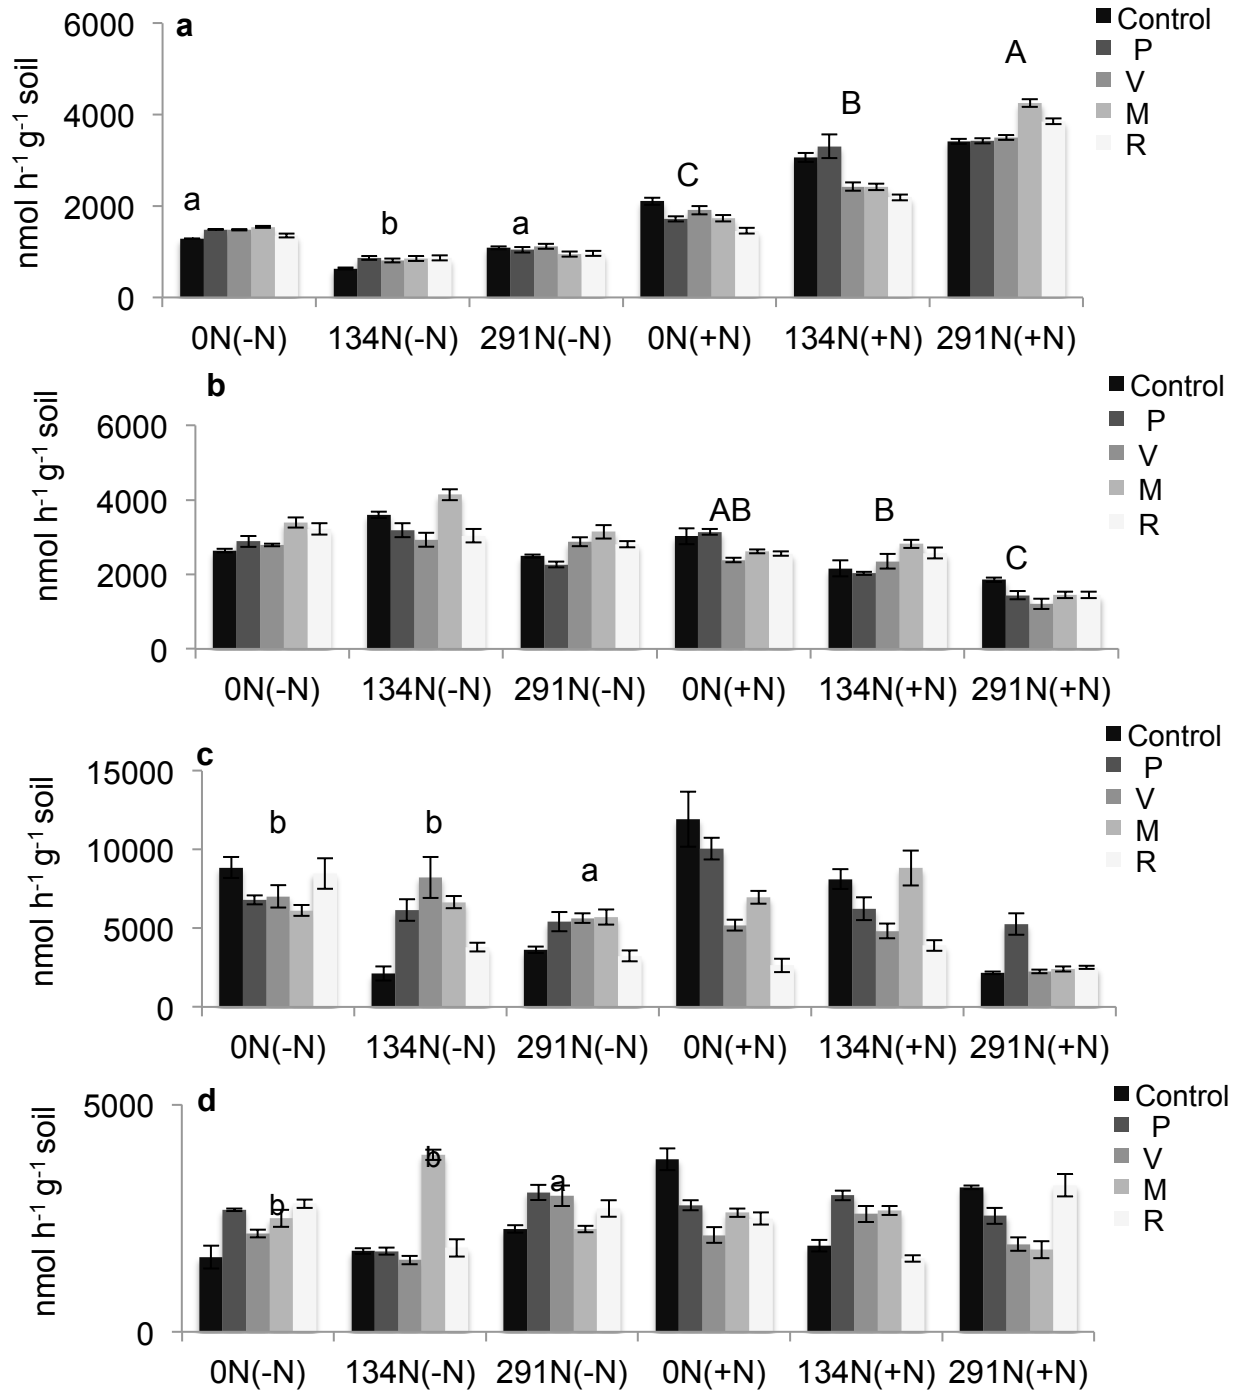 a
6000
4000
2000
0
nmol h-1 g-1 soil
a
b
a
C
B
A
Control
P
V
M
R
0N(-N) 134N(-N) 291N(-N) 0N(+N) 134N(+N) 291N(+N)
b
6000
4000
2000
0
nmol h-1 g-1 soil
AB
B
C
Control
P
V
M
R
0N(-N) 134N(-N) 291N(-N) 0N(+N) 134N(+N) 291N(+N)
c
15000
10000
5000
0
nmol h-1 g-1 soil
b
b
a
Control
P
V
M
R
0N(-N) 134N(-N) 291N(-N) 0N(+N) 134N(+N) 291N(+N)
d
5000
0
nmol h-1 g-1 soil
b
b
a
Control
P
V
M
R
0N(-N) 134N(-N) 291N(-N) 0N(+N) 134N(+N) 291N(+N)